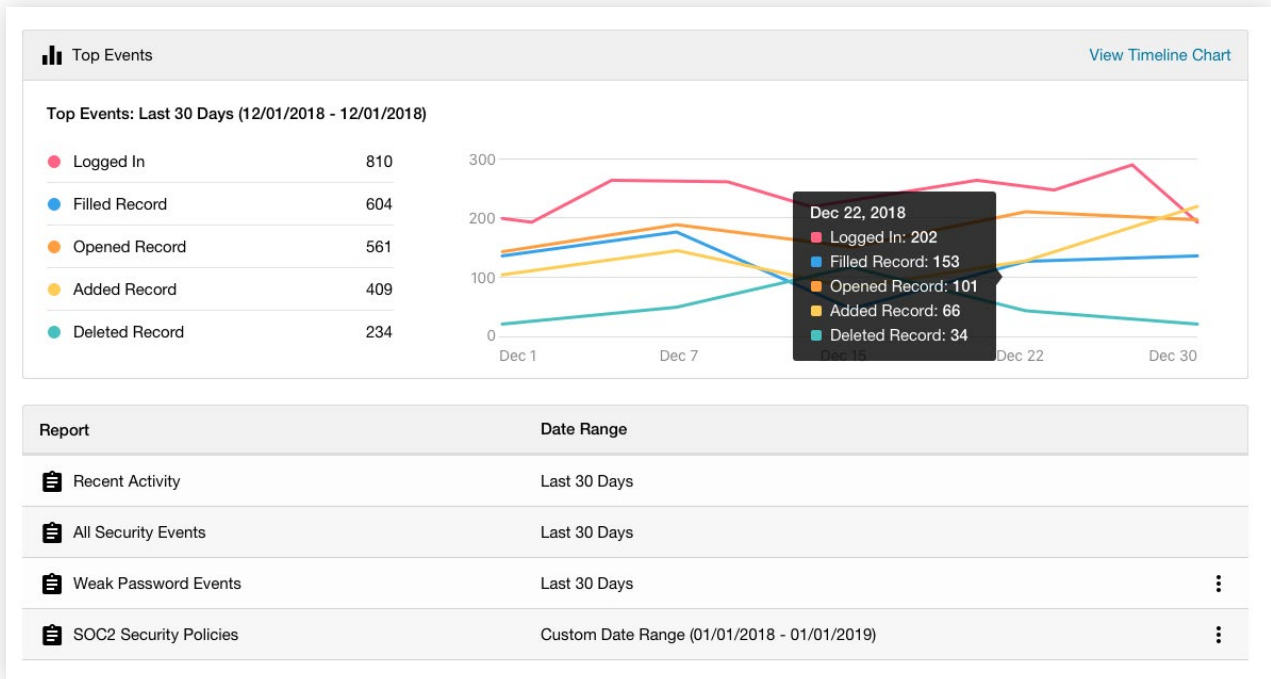 Top Events View Timeline Chart
Top Events: Last 30 Days (12/01/2018 - 12/01/2018)
Logged In 810
Filled Record 604
Opened Record 561
Added Record 409
Deleted Record 234
300
200
100
0
Dec 1 Dec 7 Dec 15 Dec 22 Dec 30
Dec 22, 2018
Logged In: 202
Filled Record: 153
Opened Record: 101
Added Record: 66
Deleted Record: 34
Report Date Range
Recent Activity Last 30 Days
All Security Events Last 30 Days
Weak Password Events Last 30 Days
SOC2 Security Policies Custom Date Range (01/01/2018 - 01/01/2019)